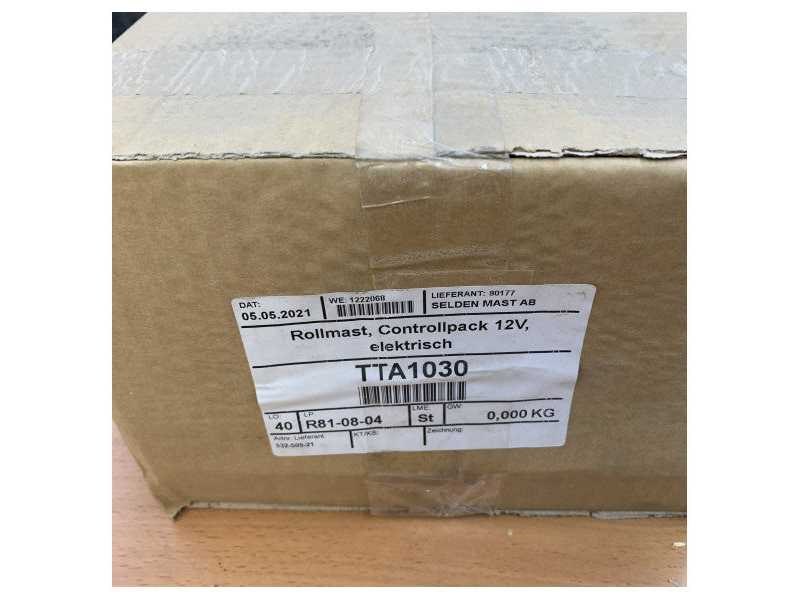 DAT:
05.05.2021
WE: 1222068
LIEFERANT: 80177
SELDEN MAST AB
Rollmast, Controllpack 12V,
elektrisch
TTA1030
LO:
40
LP
R81-08-04
LME:
St
GW:
0,000 KG
Artnr. Lieferant
532-509-21
KT/KS:
Zeichnung: